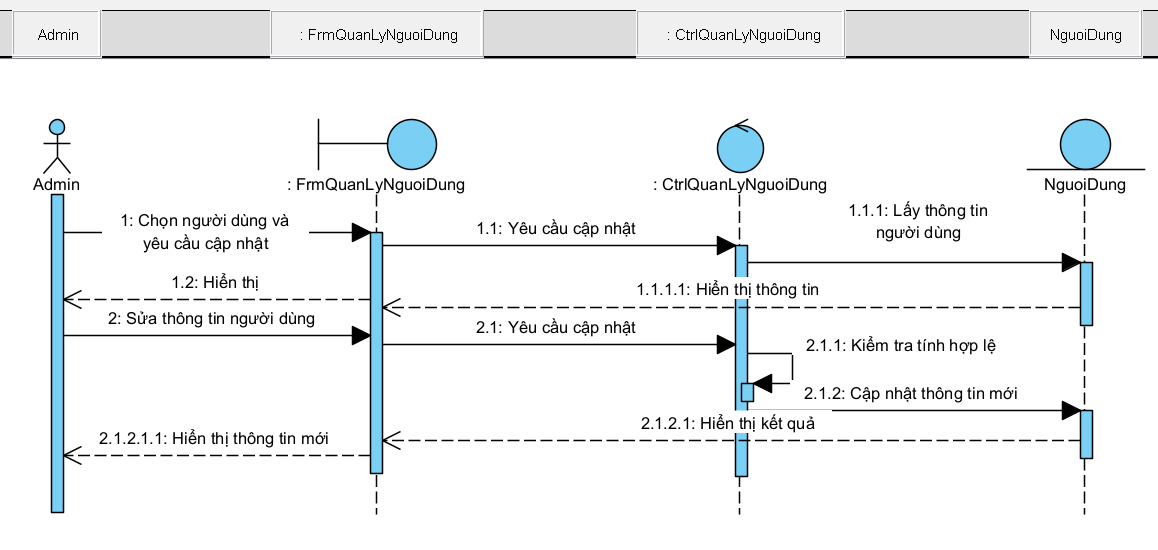 Admin
: FrmQuanLyNguoiDung
: CtrlQuanLyNguoiDung
NguoiDung
Admin
: FrmQuanLyNguoiDung
: CtrlQuanLyNguoiDung
NguoiDung
1: Chọn người dùng và
yêu cầu cập nhật
1.1: Yêu cầu cập nhật
1.1.1: Lấy thông tin
người dùng
1.2: Hiển thị
1.1.1.1: Hiển thị thông tin
2: Sửa thông tin người dùng
2.1: Yêu cầu cập nhật
2.1.1: Kiểm tra tính hợp lệ
2.1.2: Cập nhật thông tin mới
2.1.2.1: Hiển thị kết quả
2.1.2.1.1: Hiển thị thông tin mới